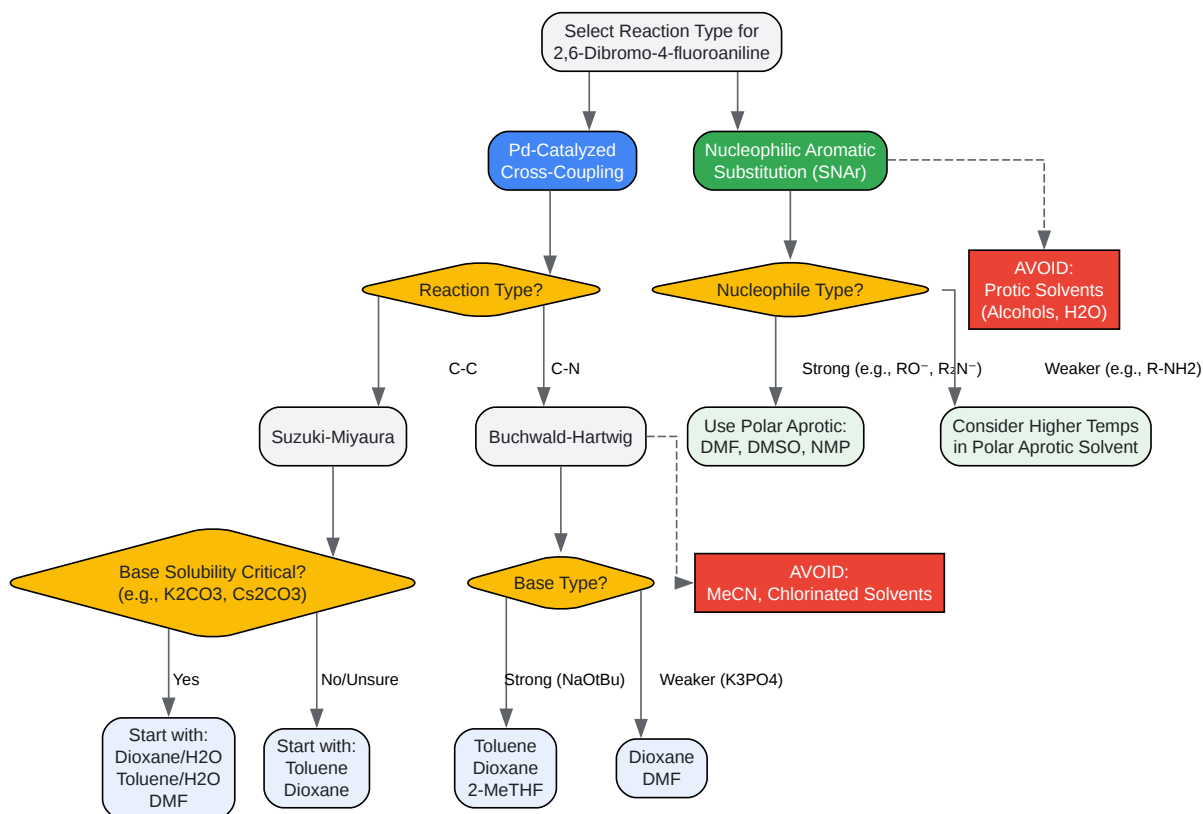 Select Reaction Type for
2,6-Dibromo-4-fluoroaniline
Pd-Catalyzed
Cross-Coupling
Nucleophilic Aromatic
Substitution (SNAr)
AVOID:
Protic Solvents
(Alcohols, H2O)
Reaction Type?
Nucleophile Type?
C-C
C-N
Strong (e.g., RO⁻, R₂N⁻)
Weaker (e.g., R-NH2)
Suzuki-Miyaura
Buchwald-Hartwig
Use Polar Aprotic:
DMF, DMSO, NMP
Consider Higher Temps
in Polar Aprotic Solvent
Base Solubility Critical?
(e.g., K2CO3, Cs2CO3)
Base Type?
AVOID:
MeCN, Chlorinated Solvents
Yes
No/Unsure
Strong (NaOtBu)
Weaker (K3PO4)
Start with:
Dioxane/H2O
Toluene/H2O
DMF
Start with:
Toluene
Dioxane
Toluene
Dioxane
2-MeTHF
Dioxane
DMF